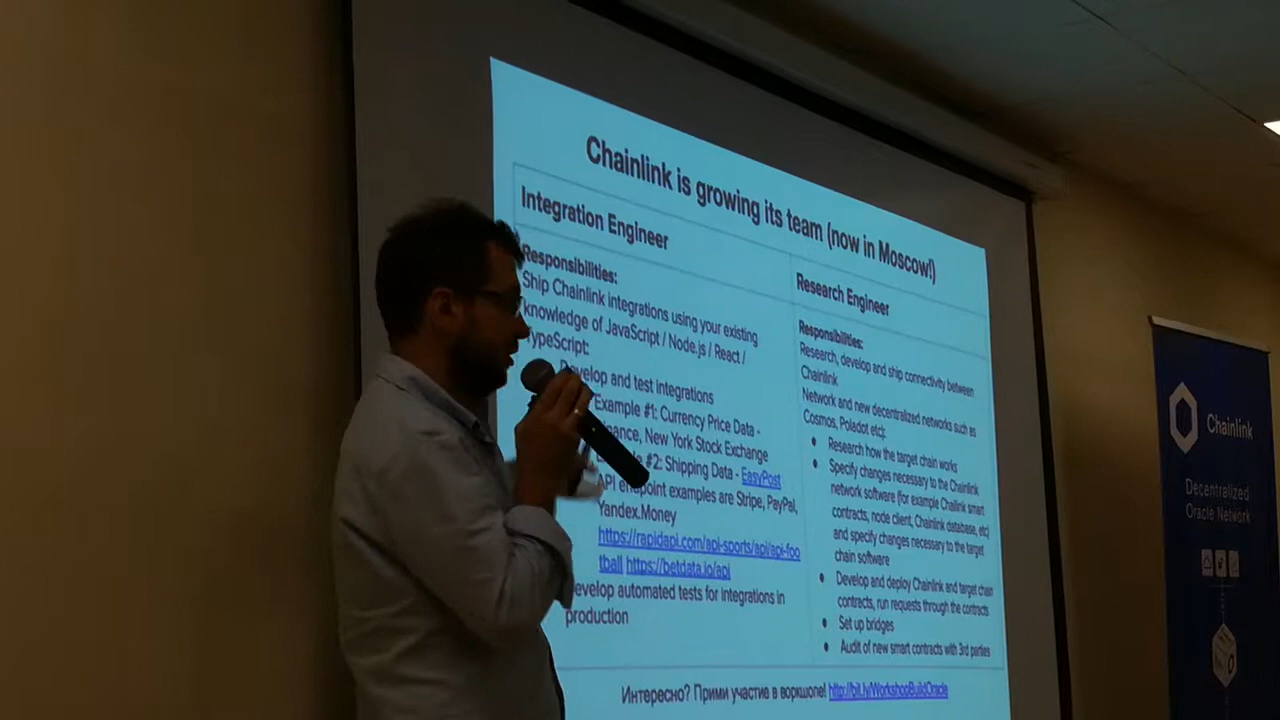 Chainlink is growing its team (now in Moscow!)
Integration Engineer
Responsibilities:
Ship Chainlink integrations using your existing
knowledge of JavaScript / Node.js / React /
TypeScript:
Develop and test integrations
Example #1: Currency Price Data -
New York Stock Exchange
#2: Shipping Data - EasyPost
API endpoint examples are Stripe, PayPal,
Yandex.Money
https://rapidapi.com/api-sports/api/api-foo
tball https://betdata.io/api
Develop automated tests for integrations in
production
Research Engineer
Responsibilities:
Research, develop and ship connectivity between
Chainlink
Network and new decentralized networks such as
Cosmos, Poladot etc):
Research how the target chain works
Specify changes necessary to the Chainlink
network software (for example Chailink smart
contracts, node client, Chainlink database, etc)
and specify changes necessary to the target
chain software
Develop and deploy Chainlink and target chain
contracts, run requests through the contracts
Set up bridges
Audit of new smart contracts with 3rd parties
Интересно? Прими участие в воркшопе! http://bit.ly/WorkshopBuildOracle
Chainlink
Decentralized
Oracle Network